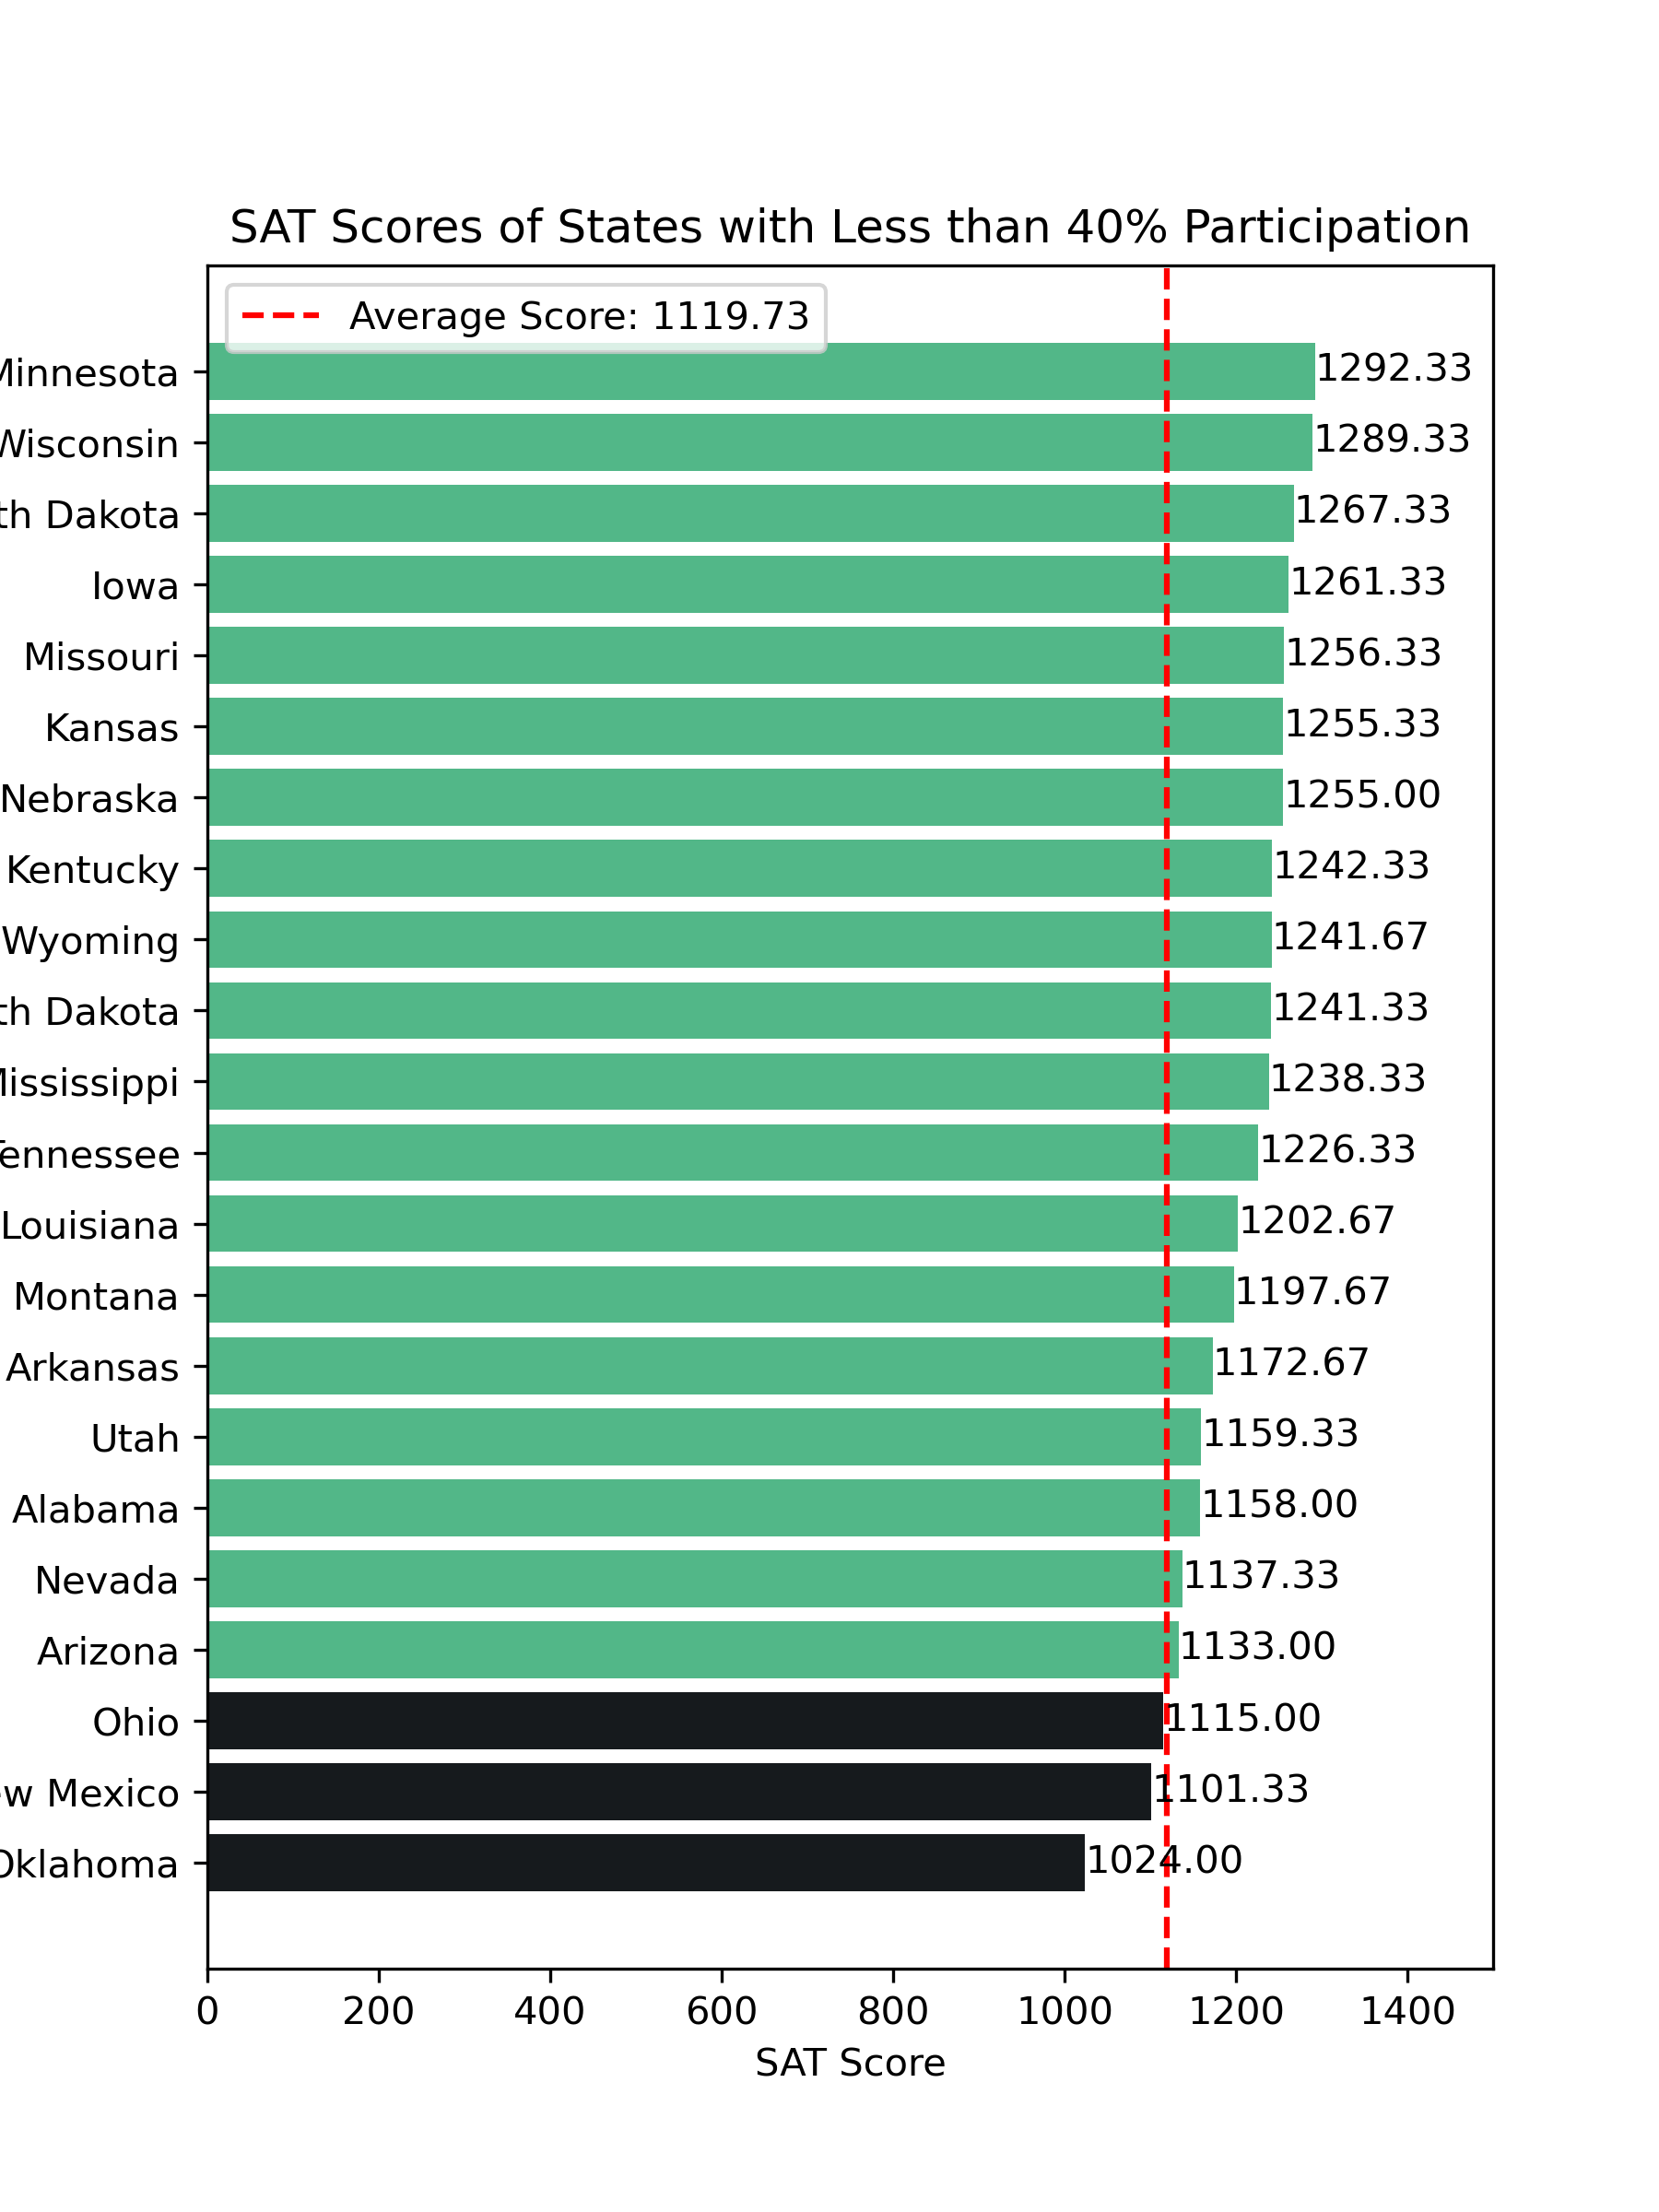 SAT Scores of States with Less than 40% Participation
Average Score: 1119.73
Minnesota 1292.33
Wisconsin 1289.33
th Dakota 1267.33
Iowa 1261.33
Missouri 1256.33
Kansas 1255.33
Nebraska 1255.00
Kentucky 1242.33
Wyoming 1241.67
th Dakota 1241.33
Mississippi 1238.33
Tennessee 1226.33
Louisiana 1202.67
Montana 1197.67
Arkansas 1172.67
Utah 1159.33
Alabama 1158.00
Nevada 1137.33
Arizona 1133.00
Ohio 1115.00
w Mexico 1101.33
Oklahoma 1024.00
0 200 400 600 800 1000 1200 1400
SAT Score